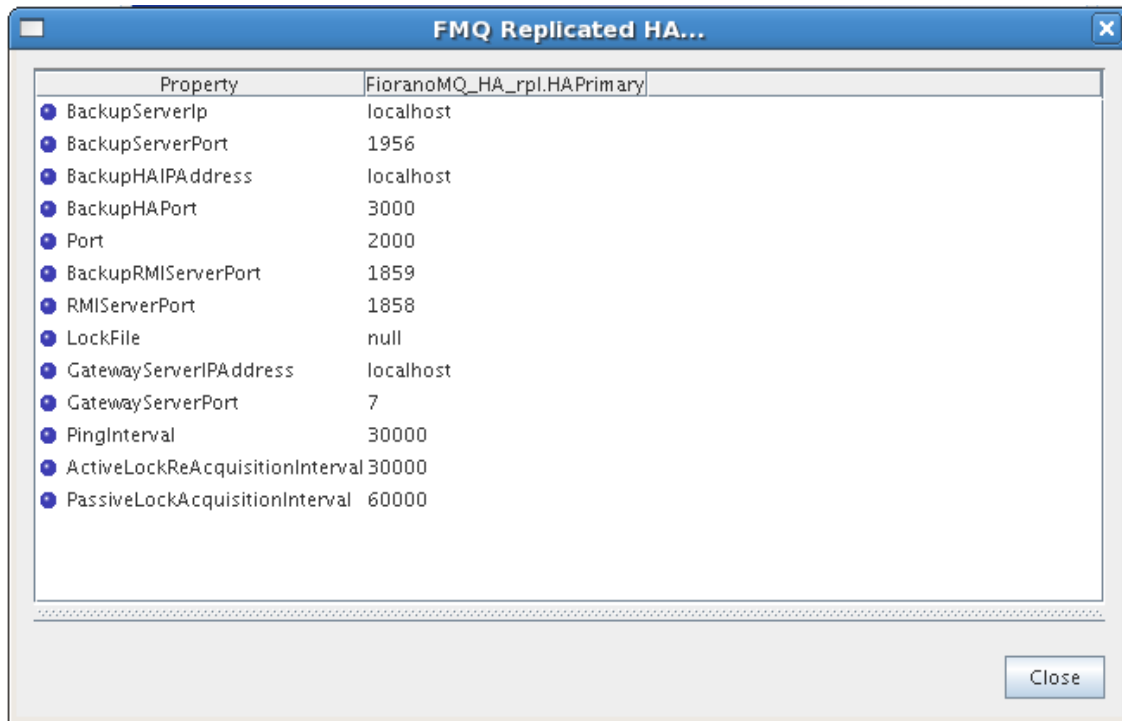 FMQ Replicated HA...
Property FioranoMQ_HA_rpl.HAPrimary
BackupServerIp localhost
BackupServerPort 1956
BackupHAIPAddress localhost
BackupHAPort 3000
Port 2000
BackupRMIServerPort 1859
RMIServerPort 1858
LockFile null
GatewayServerIPAddress localhost
GatewayServerPort 7
PingInterval 30000
ActiveLockReAcquisitionInterval 30000
PassiveLockAcquisitionInterval 60000
Close